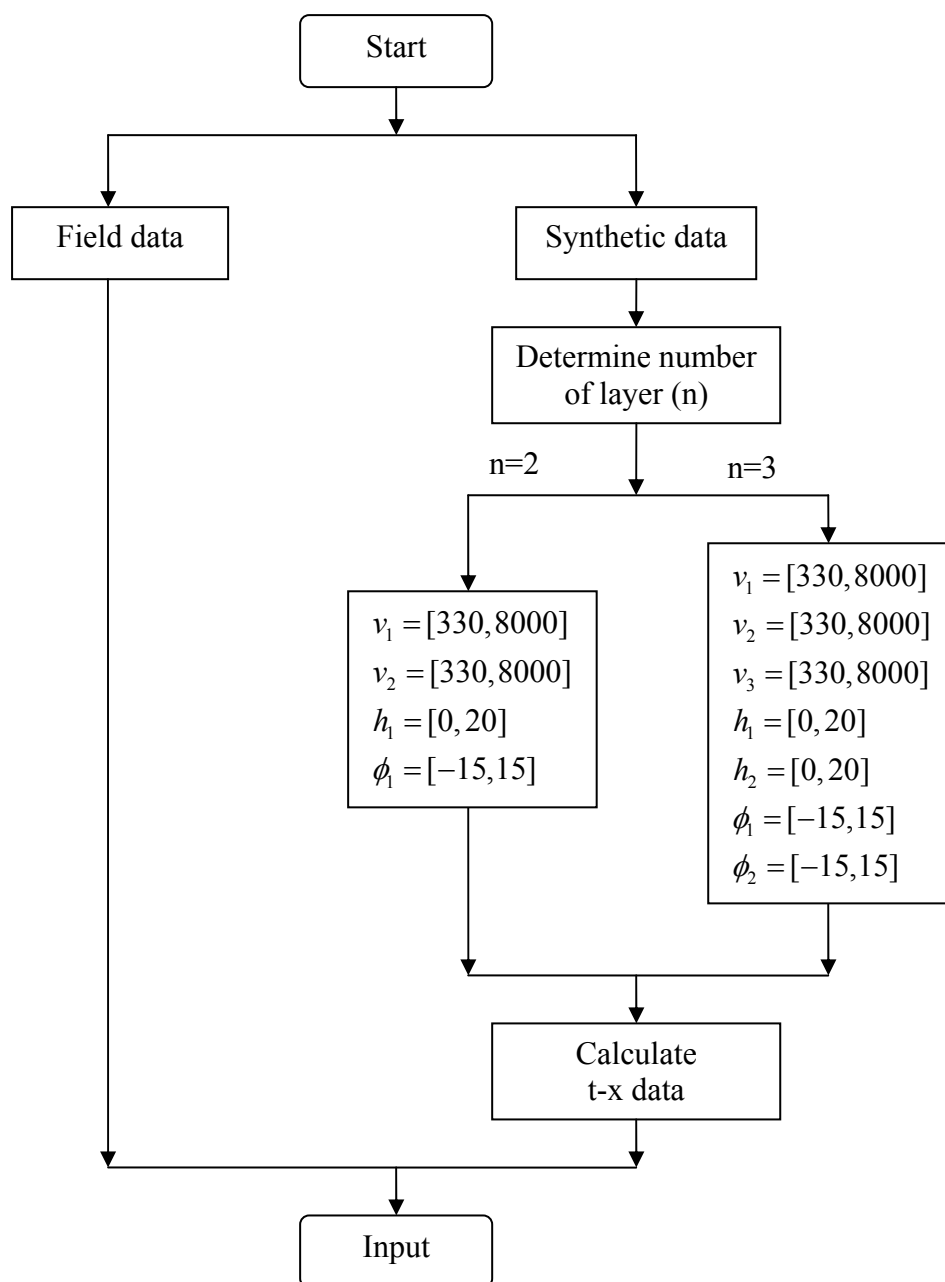 Start
Field data
Synthetic data
Determine number
of layer (n)
n=2
n=3
v₁ = [330,8000]
v₂ = [330,8000]
h₁ = [0,20]
ϕ₁ = [−15,15]
v₁ = [330,8000]
v₂ = [330,8000]
v₃ = [330,8000]
h₁ = [0,20]
h₂ = [0,20]
ϕ₁ = [−15,15]
ϕ₂ = [−15,15]
Calculate
t-x data
Input